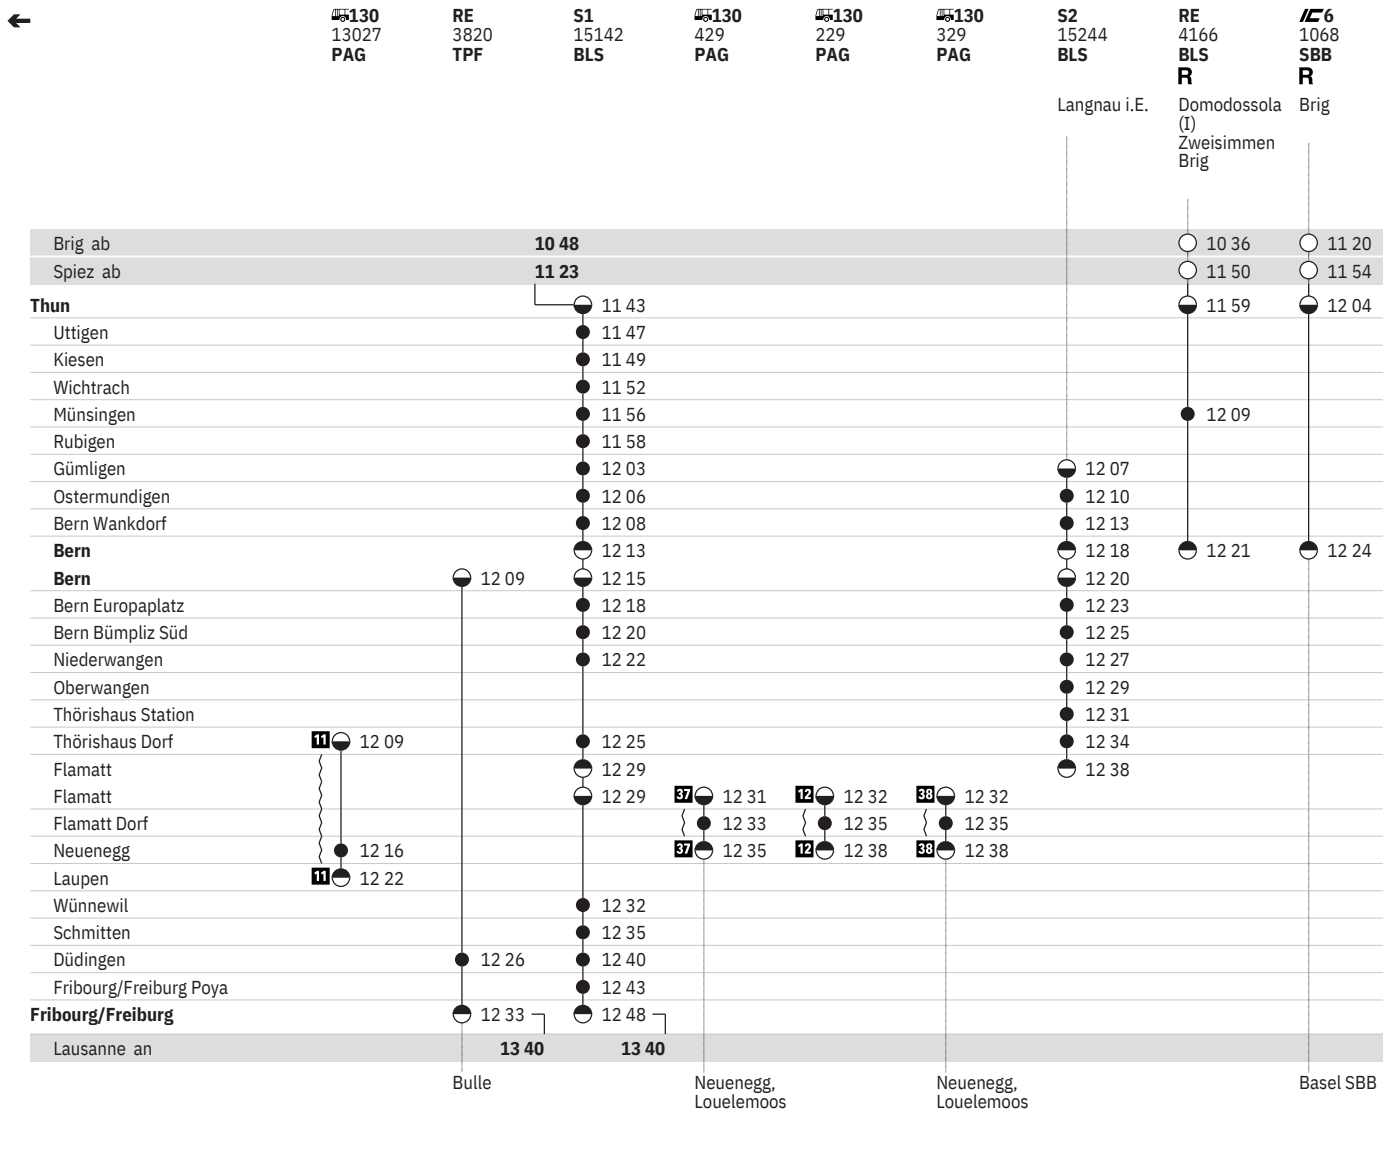 130 RE S1 130 130 130 S2 RE IC6
13027 3820 15142 429 229 329 15244 4166 1068
PAG TPF BLS PAG PAG PAG BLS BLS SBB
R R
Langnau i.E. Domodossola Brig
(I)
Zweisimmen
Brig
Brig ab 10 48 10 36 11 20
Spiez ab 11 23 11 50 11 54
Thun 11 43 11 59 12 04
Uttigen 11 47
Kiesen 11 49
Wichtrach 11 52
Münsingen 11 56 12 09
Rubigen 11 58
Gümligen 12 03 12 07
Ostermundigen 12 06 12 10
Bern Wankdorf 12 08 12 13
Bern 12 13 12 18 12 21 12 24
Bern 12 09 12 15 12 20
Bern Europaplatz 12 18 12 23
Bern Bümpliz Süd 12 20 12 25
Niederwangen 12 22 12 27
Oberwangen 12 29
Thörishaus Station 12 31
Thörishaus Dorf 11 12 09 12 25 12 34
Flamatt 12 29 12 38
Flamatt 12 29 37 12 31 12 12 32 38 12 32
Flamatt Dorf 12 33 12 35 12 35
Neuenegg 12 16 37 12 35 12 12 38 38 12 38
Laupen 11 12 22
Wünnewil 12 32
Schmitten 12 35
Düdingen 12 26 12 40
Fribourg/Freiburg Poya 12 43
Fribourg/Freiburg 12 33 12 48
Lausanne an 13 40 13 40
Bulle Neuenegg, Neuenegg, Basel SBB
Louelemoos Louelemoos